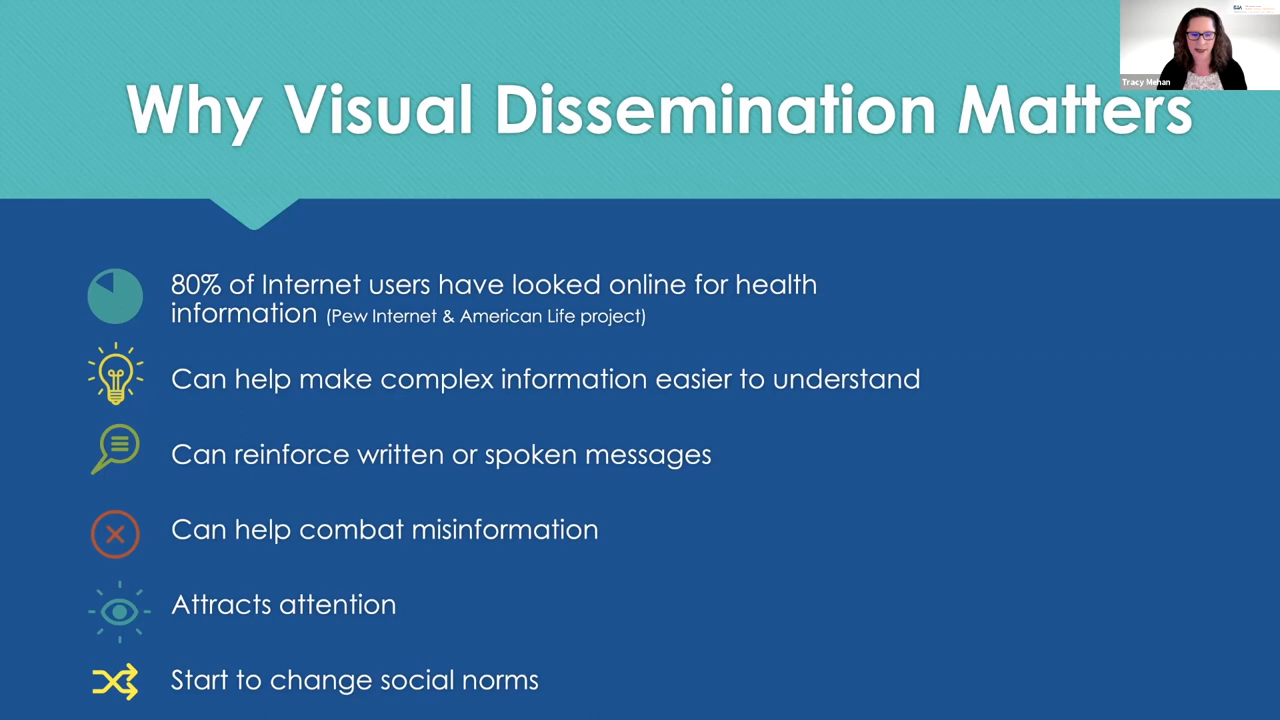 Why Visual Dissemination Matters
Tracy Mehan
80% of Internet users have looked online for health
information (Pew Internet & American Life project)
Can help make complex information easier to understand
Can reinforce written or spoken messages
Can help combat misinformation
Attracts attention
Start to change social norms